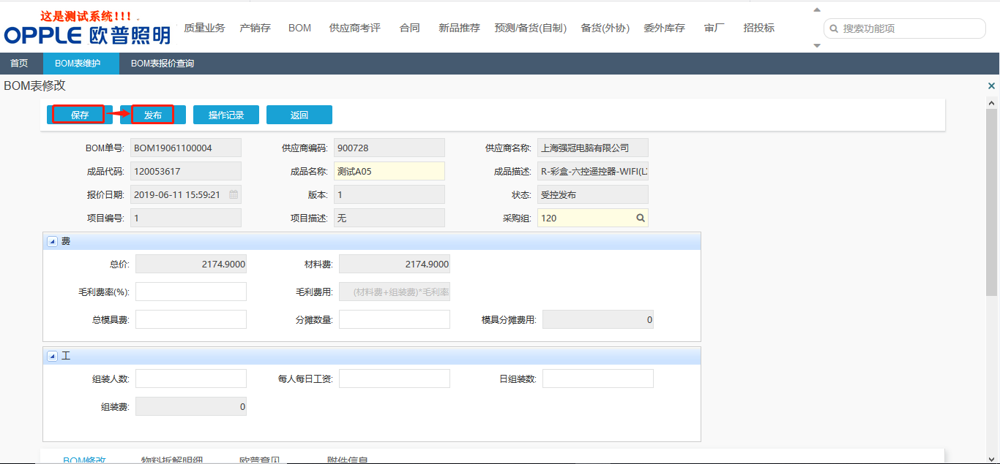 这是测试系统!!!
OPPLE 欧普照明
质量业务 产销存 BOM 供应商考评 合同 新品推荐 预测/备货(自制) 备货(外协) 委外库存 审厂 招投标 搜索功能项
首页 BOM表维护 BOM表报价查询
BOM表修改
保存 发布 操作记录 返回
BOM单号: BOM19061100004 供应商编码: 900728 供应商名称: 上海强冠电脑有限公司
成品代码: 120053617 成品名称: 测试A05 成品描述: R-彩盒-六控遥控器-WIFI(L
报价日期: 2019-06-11 15:59:21 版本: 1 状态: 受控发布
项目编号: 1 项目描述: 无 采购组: 120
费
总价: 2174.9000 材料费: 2174.9000
毛利费率(%): 毛利费用: (材料费+组装费)*毛利率
总模具费: 分摊数量: 模具分摊费用: 0
工
组装人数: 每人每日工资: 日组装数:
组装费: 0
BOM修改 物料拆解明细 欧普意见 附件信息